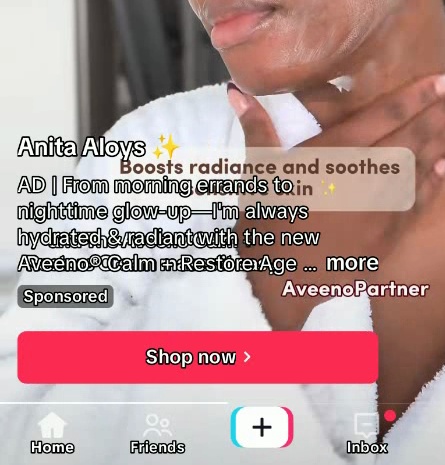 Anita Aloys ✨
Boosts radiance and soothes
AD | From morning errands to
skin ✨
nighttime glow-up—I'm always
hydrated & radiant with the new
Aveeno® Calm + Restore Age ... more
AveenoPartner
Sponsored
Shop now >
Home Friends Inbox